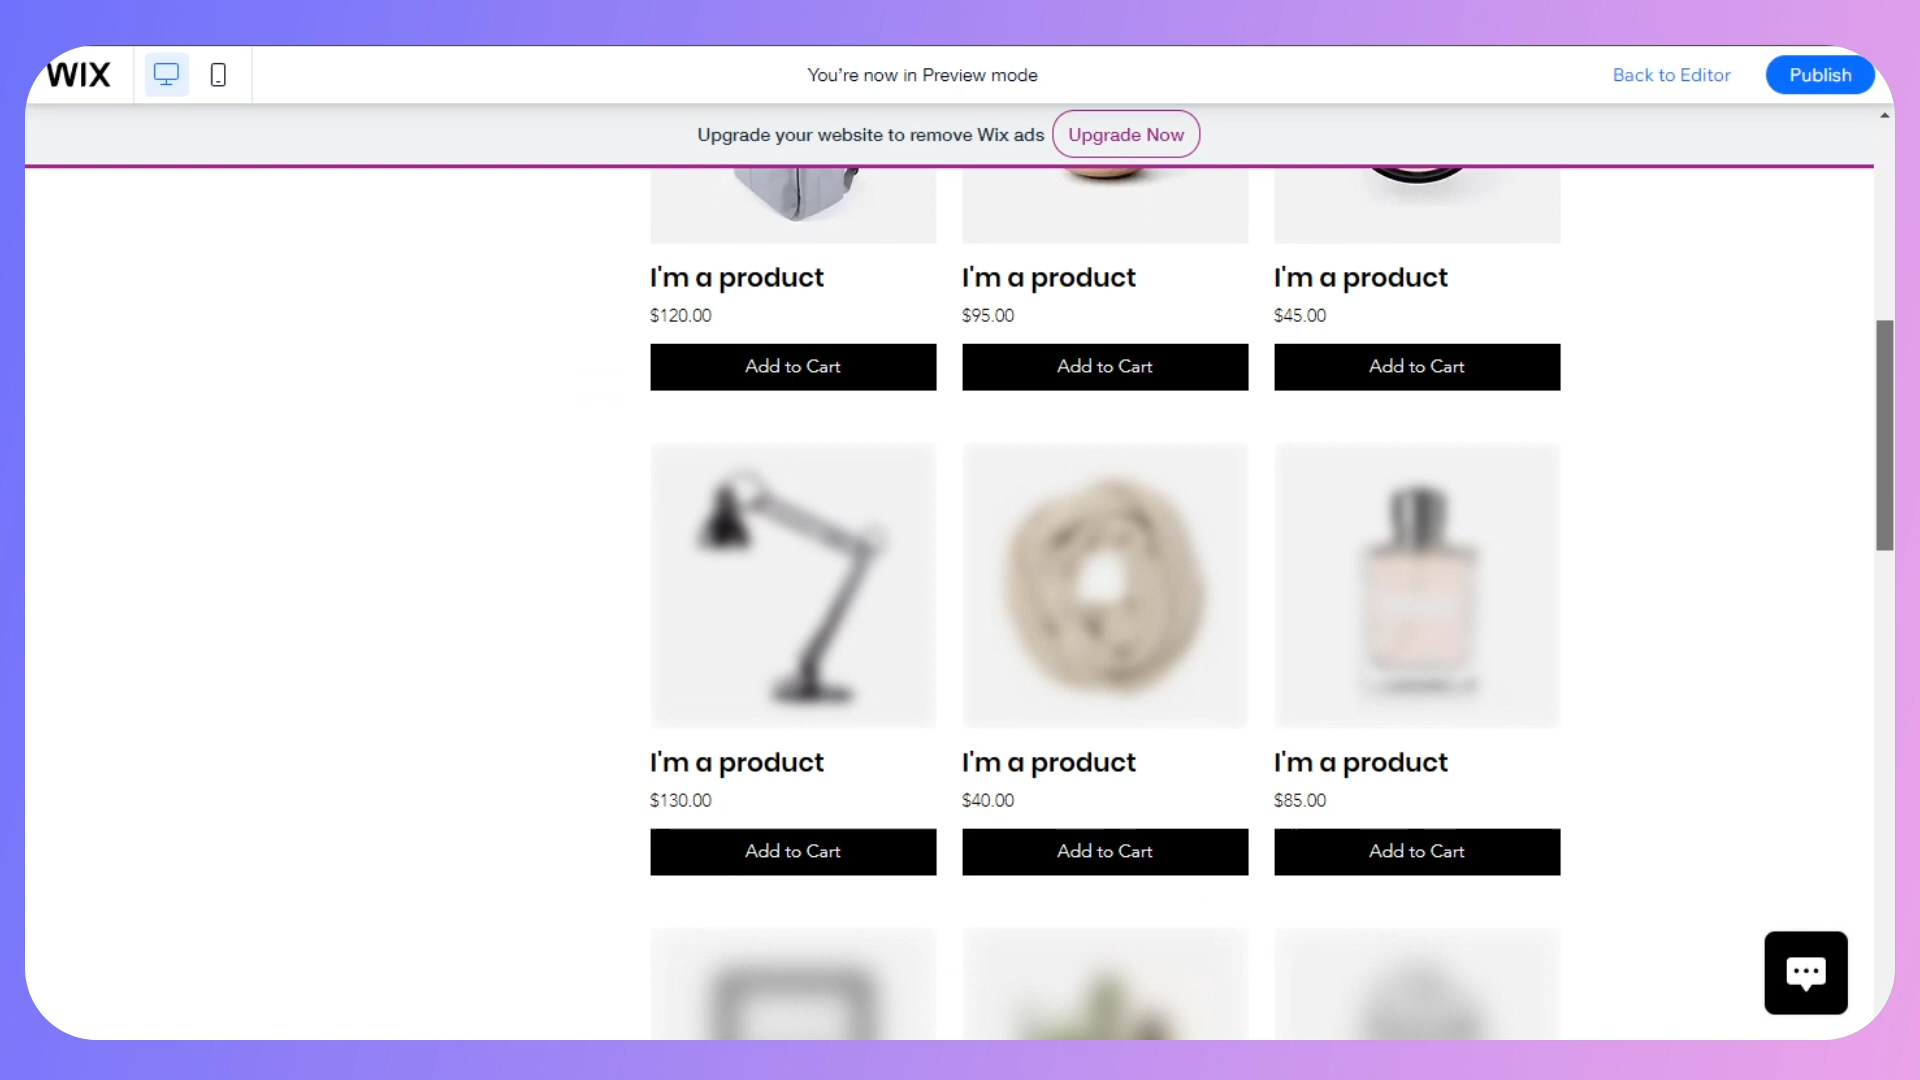 WIX
You're now in Preview mode
Back to Editor
Publish
Upgrade your website to remove Wix ads
Upgrade Now
I'm a product
I'm a product
I'm a product
$120.00
$95.00
$45.00
Add to Cart
Add to Cart
Add to Cart
I'm a product
I'm a product
I'm a product
$130.00
$40.00
$85.00
Add to Cart
Add to Cart
Add to Cart